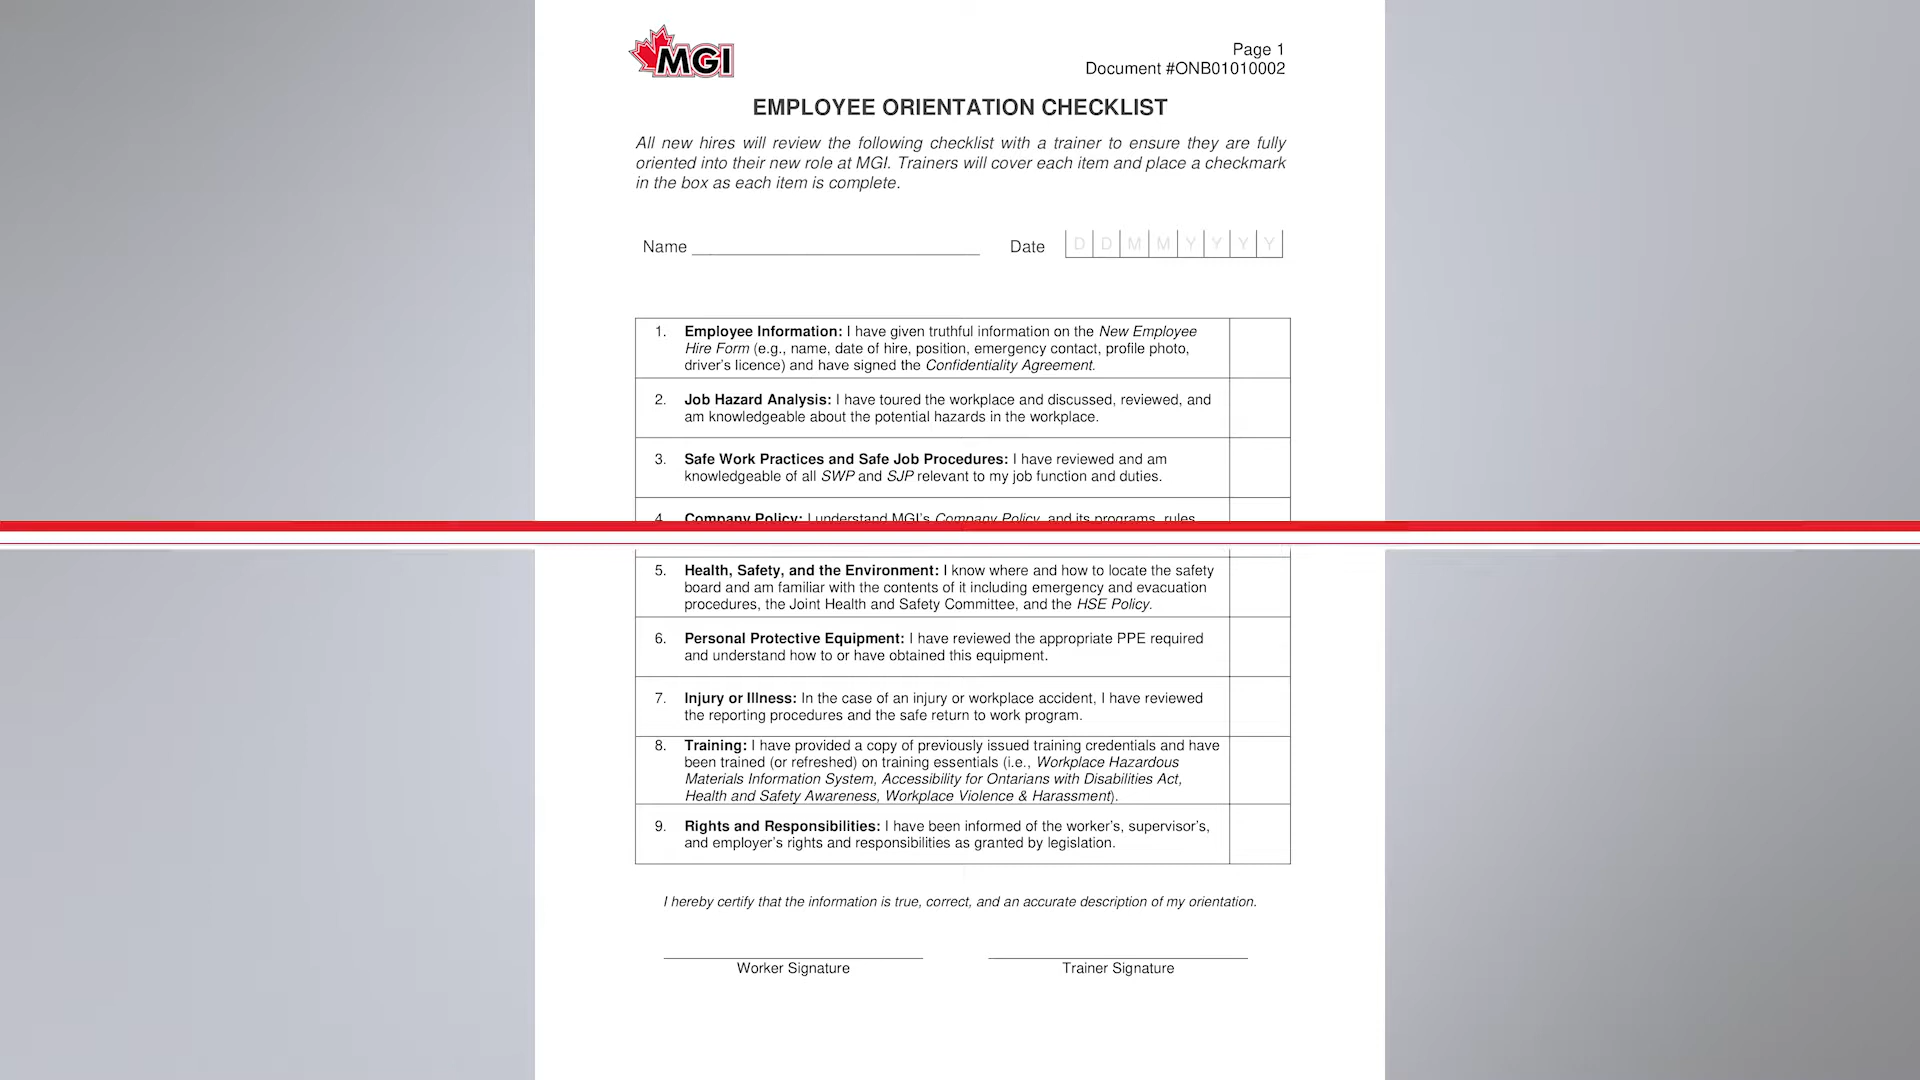 MGI
Page 1
Document #ONB01010002
EMPLOYEE ORIENTATION CHECKLIST
All new hires will review the following checklist with a trainer to ensure they are fully
oriented into their new role at MGI. Trainers will cover each item and place a checkmark
in the box as each item is complete.
Name Date D D M M Y Y Y Y
1. Employee Information: I have given truthful information on the New Employee
Hire Form (e.g., name, date of hire, position, emergency contact, profile photo,
driver's licence) and have signed the Confidentiality Agreement.
2. Job Hazard Analysis: I have toured the workplace and discussed, reviewed, and
am knowledgeable about the potential hazards in the workplace.
3. Safe Work Practices and Safe Job Procedures: I have reviewed and am
knowledgeable of all SWP and SJP relevant to my job function and duties.
4. Company Policy: I understand MGI's Company Policy, and its programs, rules
5. Health, Safety, and the Environment: I know where and how to locate the safety
board and am familiar with the contents of it including emergency and evacuation
procedures, the Joint Health and Safety Committee, and the HSE Policy.
6. Personal Protective Equipment: I have reviewed the appropriate PPE required
and understand how to or have obtained this equipment.
7. Injury or Illness: In the case of an injury or workplace accident, I have reviewed
the reporting procedures and the safe return to work program.
8. Training: I have provided a copy of previously issued training credentials and have
been trained (or refreshed) on training essentials (i.e., Workplace Hazardous
Materials Information System, Accessibility for Ontarians with Disabilities Act,
Health and Safety Awareness, Workplace Violence & Harassment).
9. Rights and Responsibilities: I have been informed of the worker's, supervisor's,
and employer's rights and responsibilities as granted by legislation.
I hereby certify that the information is true, correct, and an accurate description of my orientation.
Worker Signature
Trainer Signature